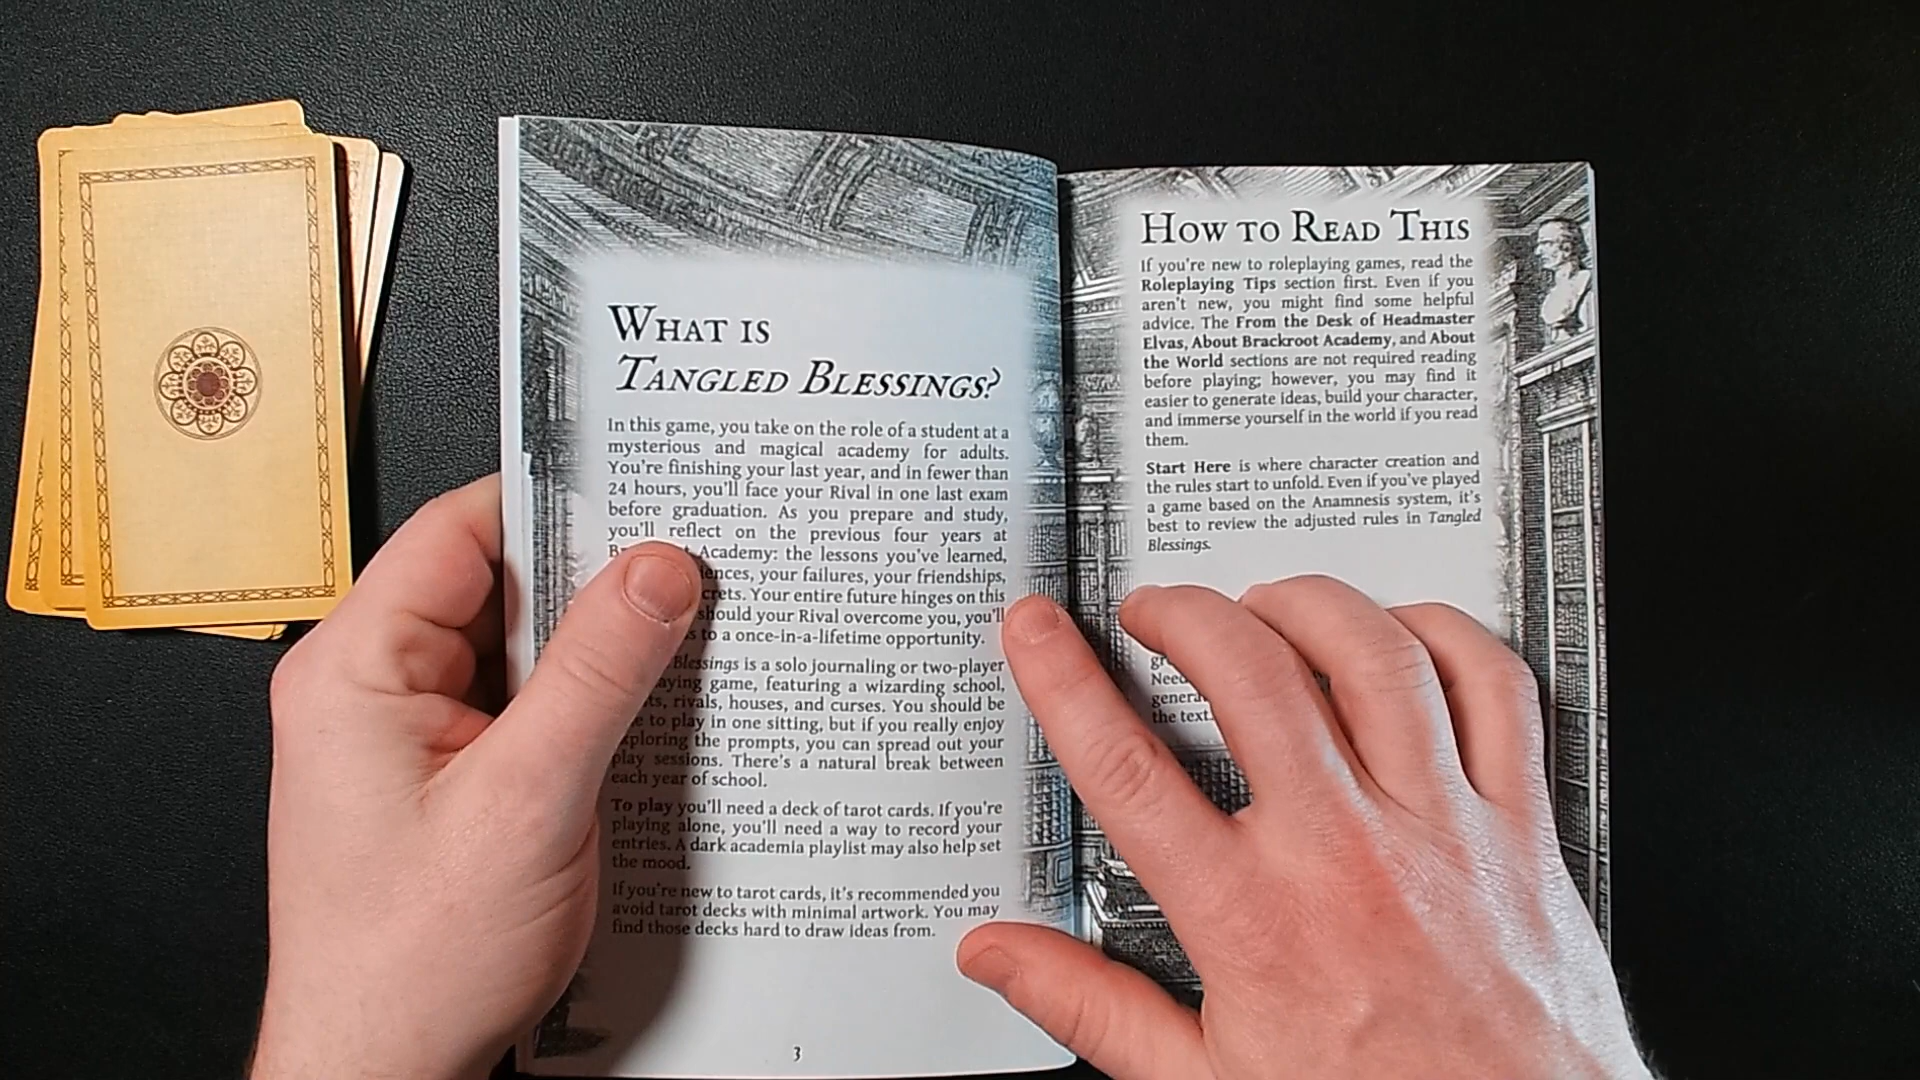 WHAT IS
TANGLED BLESSINGS?
In this game, you take on the role of a student at a
mysterious and magical academy for adults.
You're finishing your last year, and in fewer than
24 hours, you'll face your Rival in one last exam
before graduation. As you prepare and study,
you'll reflect on the previous four years at
Academy: the lessons you've learned,
your failures, your friendships,
Your entire future hinges on this
should your Rival overcome you, you'll
to a once-in-a-lifetime opportunity.
Blessings is a solo journaling or two-player
game, featuring a wizarding school,
rivals, houses, and curses. You should be
to play in one sitting, but if you really enjoy
exploring the prompts, you can spread out your
play sessions. There's a natural break between
each year of school.
To play you'll need a deck of tarot cards. If you're
playing alone, you'll need a way to record your
entries. A dark academia playlist may also help set
the mood.
If you're new to tarot cards, it's recommended you
avoid tarot decks with minimal artwork. You may
find those decks hard to draw ideas from.
3
HOW TO READ THIS
If you're new to roleplaying games, read the
Roleplaying Tips section first. Even if you
aren't new, you might find some helpful
advice. The From the Desk of Headmaster
Elvas, About Brackroot Academy, and About
the World sections are not required reading
before playing; however, you may find it
easier to generate ideas, build your character,
and immerse yourself in the world if you read
them.
Start Here is where character creation and
the rules start to unfold. Even if you've played
a game based on the Anamnesis system, it's
best to review the adjusted rules in Tangled
Blessings.
the text.